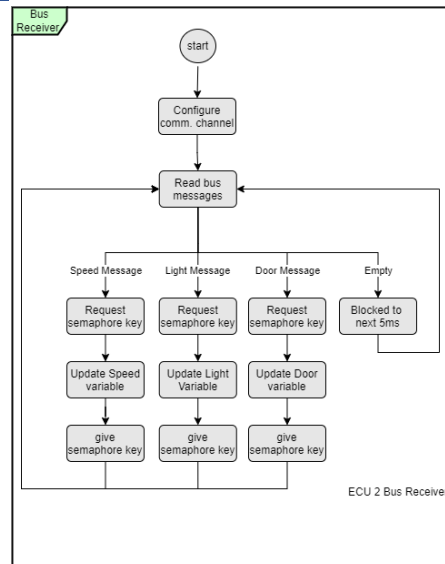 Bus
Receiver
start
Configure
comm. channel
Read bus
messages
Speed Message
Light Message
Door Message
Empty
Request
semaphore key
Request
semaphore key
Request
semaphore key
Blocked to
next 5ms
Update Speed
variable
Update Light
Variable
Update Door
variable
give
semaphore key
give
semaphore key
give
semaphore key
ECU 2 Bus Receiver